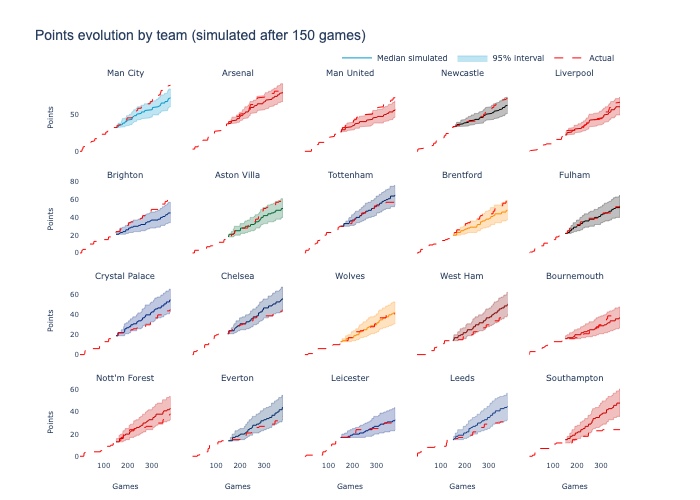 Points evolution by team (simulated after 150 games)
Median simulated 95% interval Actual
Man City Arsenal Man United Newcastle Liverpool
50
0
Points
Brighton Aston Villa Tottenham Brentford Fulham
80
60
40
20
0
Points
Crystal Palace Chelsea Wolves West Ham Bournemouth
60
40
20
0
Points
Nott'm Forest Everton Leicester Leeds Southampton
60
40
20
0
Points
100 200 300 100 200 300 100 200 300 100 200 300 100 200 300
Games Games Games Games Games